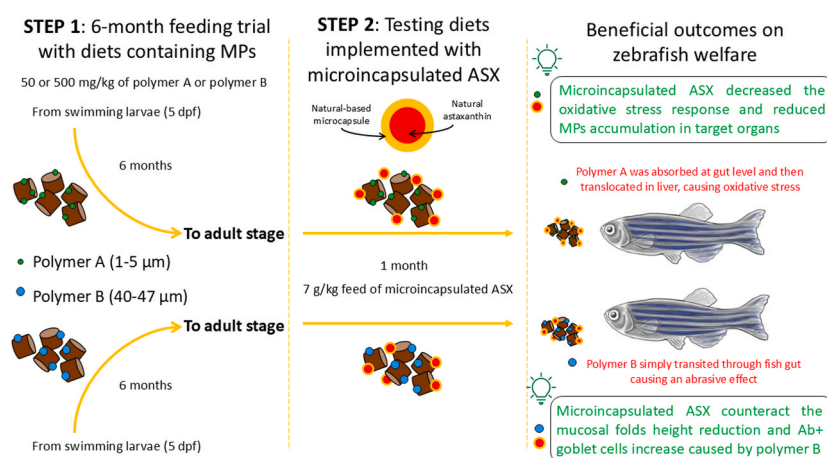 STEP 1: 6-month feeding trial
with diets containing MPs
50 or 500 mg/kg of polymer A or polymer B
From swimming larvae (5 dpf)
6 months
To adult stage
Polymer A (1-5 µm)
Polymer B (40-47 µm)
To adult stage
6 months
From swimming larvae (5 dpf)
STEP 2: Testing diets
implemented with
microincapsulated ASX
Natural-based
microcapsule
Natural
astaxanthin
1 month
7 g/kg feed of microincapsulated ASX
Beneficial outcomes on
zebrafish welfare
Microincapsulated ASX decreased the
oxidative stress response and reduced
MPs accumulation in target organs
Polymer A was absorbed at gut level and then
translocated in liver, causing oxidative stress
Polymer B simply transited through fish gut
causing an abrasive effect
Microincapsulated ASX counteract the
mucosal folds height reduction and Ab+
goblet cells increase caused by polymer B